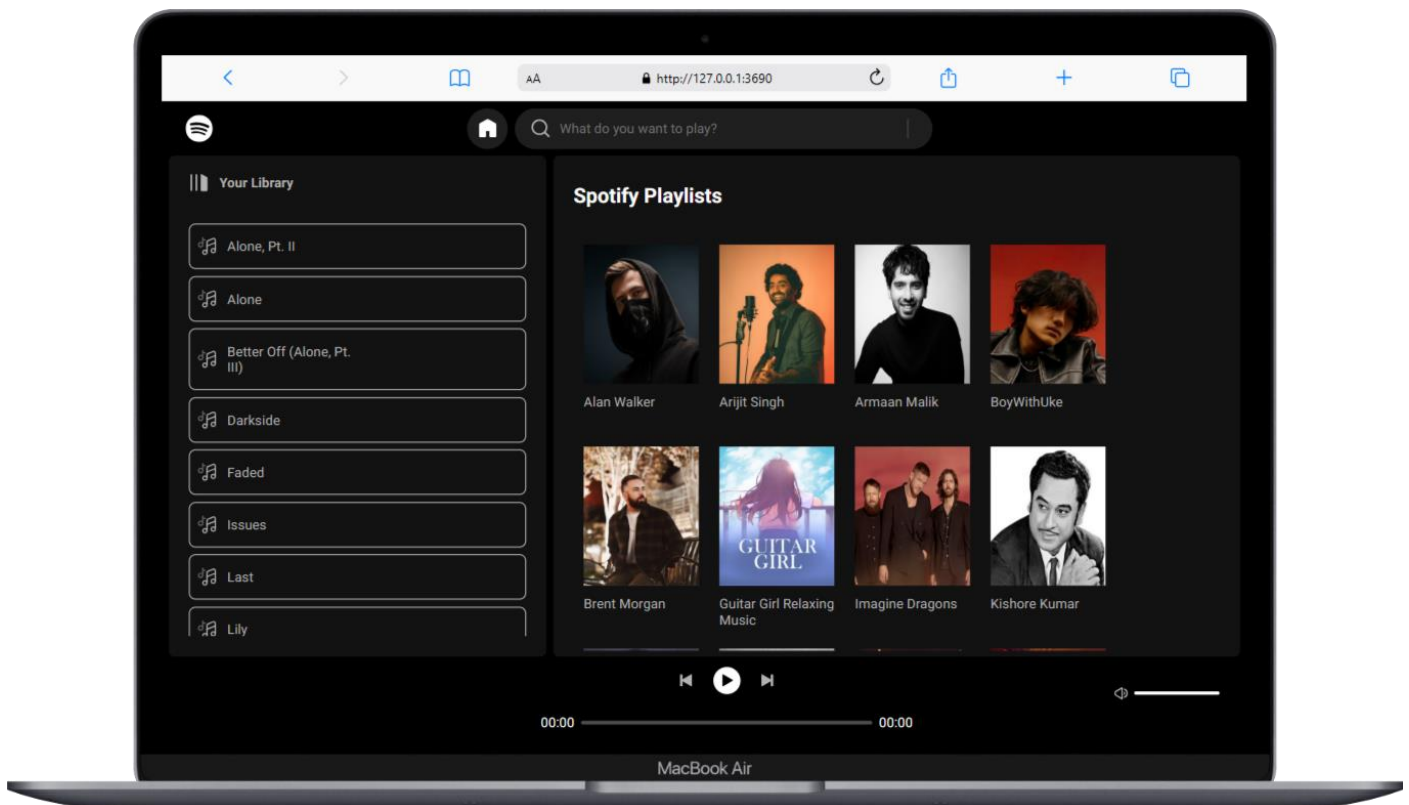 AA
http://127.0.0.1:3690
What do you want to play?
Your Library
Alone, Pt. II
Alone
Better Off (Alone, Pt.
III)
Darkside
Faded
Issues
Last
Lily
Spotify Playlists
Alan Walker
Arijit Singh
Armaan Malik
BoyWithUke
GUITAR
GIRL
Brent Morgan
Guitar Girl Relaxing
Music
Imagine Dragons
Kishore Kumar
00:00
00:00
MacBook Air